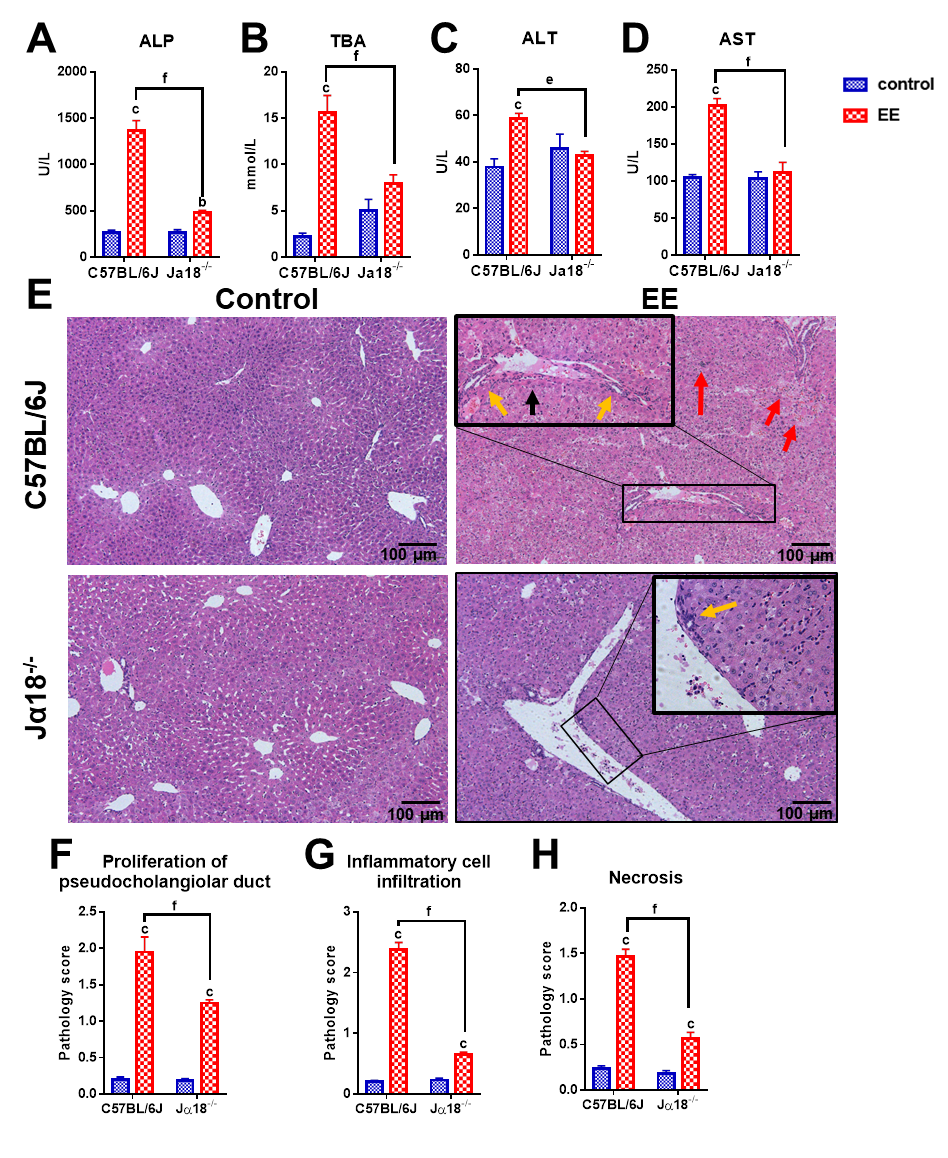 A
ALP
U/L
2000
1500
1000
500
0
c
f
b
C57BL/6J
Ja18-/-
B
TBA
mmol/L
20
15
10
5
0
c
f
C57BL/6J
Ja18-/-
C
ALT
U/L
80
60
40
20
0
c
e
C57BL/6J
Ja18-/-
D
AST
U/L
250
200
150
100
50
0
c
f
C57BL/6J
Ja18-/-
control
EE
E
Control
EE
C57BL/6J
100 μm
100 μm
Jα18-/-
100 μm
100 μm
F
Proliferation of
pseudocholangiolar duct
Pathology score
2.5
2.0
1.5
1.0
0.5
0.0
c
f
c
C57BL/6J
Jα18-/-
G
Inflammatory cell
infiltration
Pathology score
3
2
1
0
c
f
c
C57BL/6J
Jα18-/-
H
Necrosis
Pathology score
2.0
1.5
1.0
0.5
0.0
c
f
c
C57BL/6J
Jα18-/-